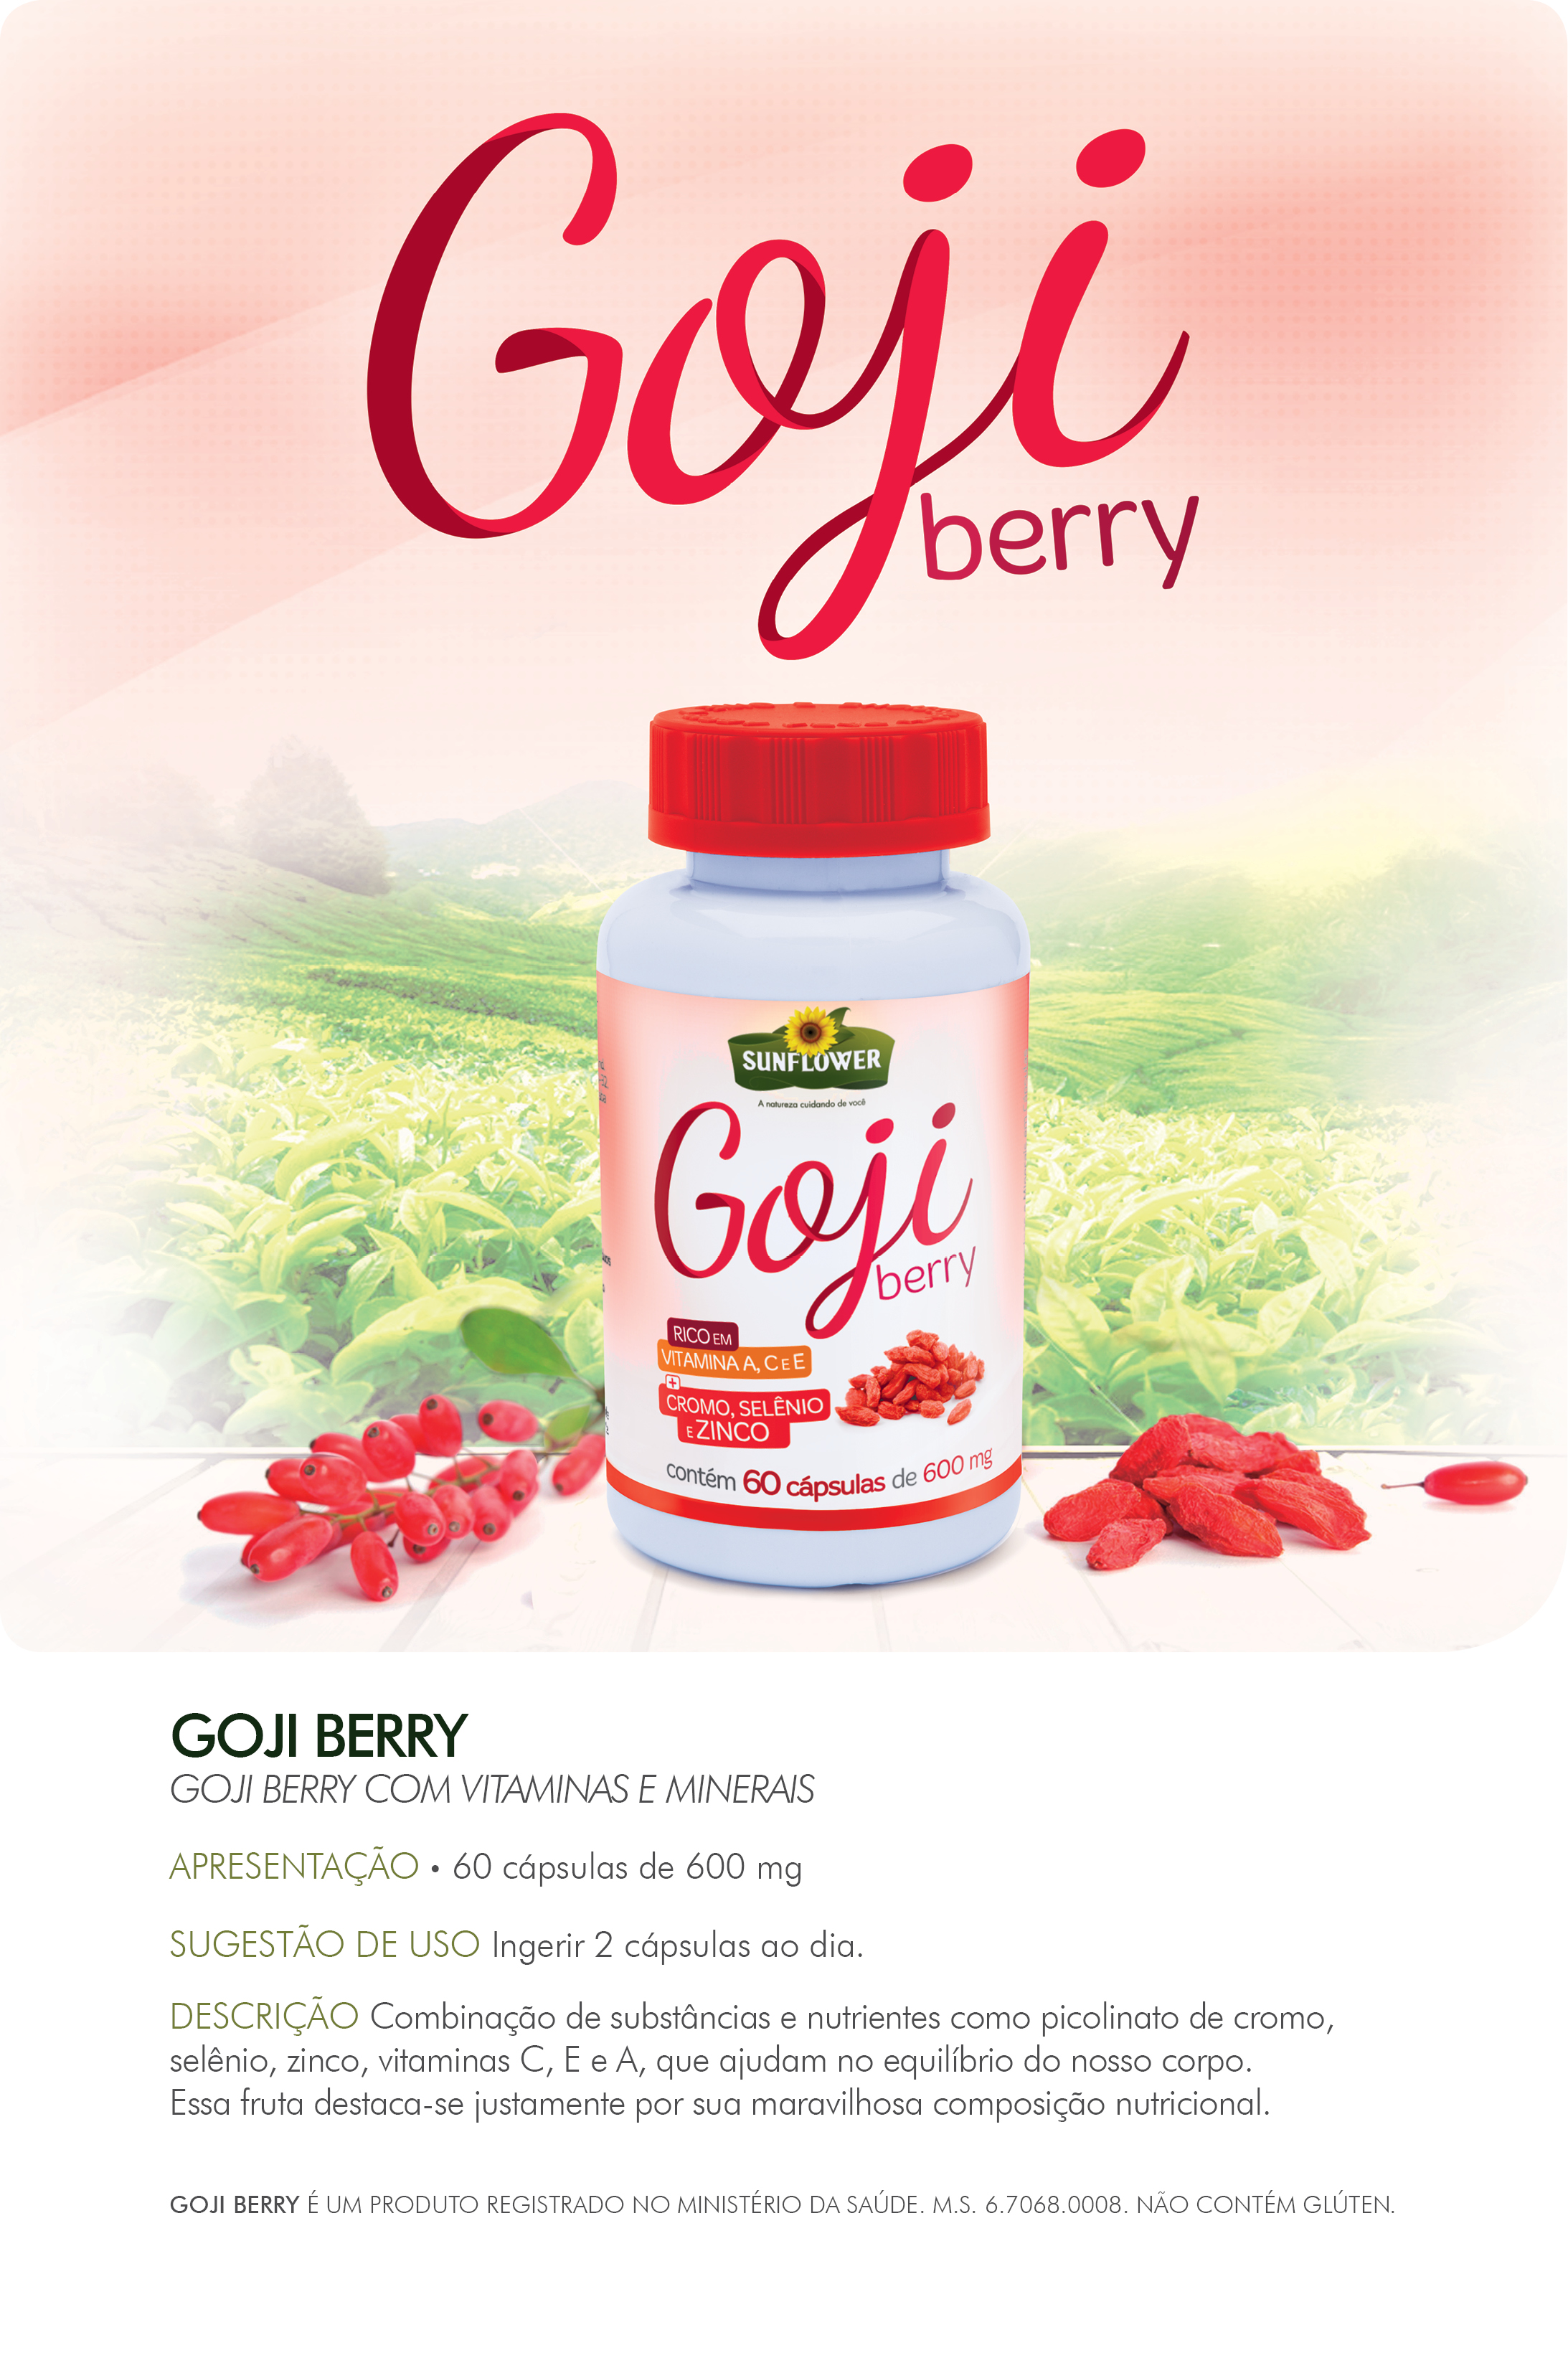 Goji
berry
SUNFLOWER
A natureza cuidando de você
Goji
berry
RICO EM
VITAMINA A, C E E
+
CROMO, SELÊNIO
E ZINCO
contém 60 cápsulas de 600 mg
GOJI BERRY
GOJI BERRY COM VITAMINAS E MINERAIS
APRESENTAÇÃO • 60 cápsulas de 600 mg
SUGESTÃO DE USO Ingerir 2 cápsulas ao dia.
DESCRIÇÃO Combinação de substâncias e nutrientes como picolinato de cromo,
selênio, zinco, vitaminas C, E e A, que ajudam no equilíbrio do nosso corpo.
Essa fruta destaca-se justamente por sua maravilhosa composição nutricional.
GOJI BERRY É UM PRODUTO REGISTRADO NO MINISTÉRIO DA SAÚDE. M.S. 6.7068.0008. NÃO CONTÉM GLÚTEN.